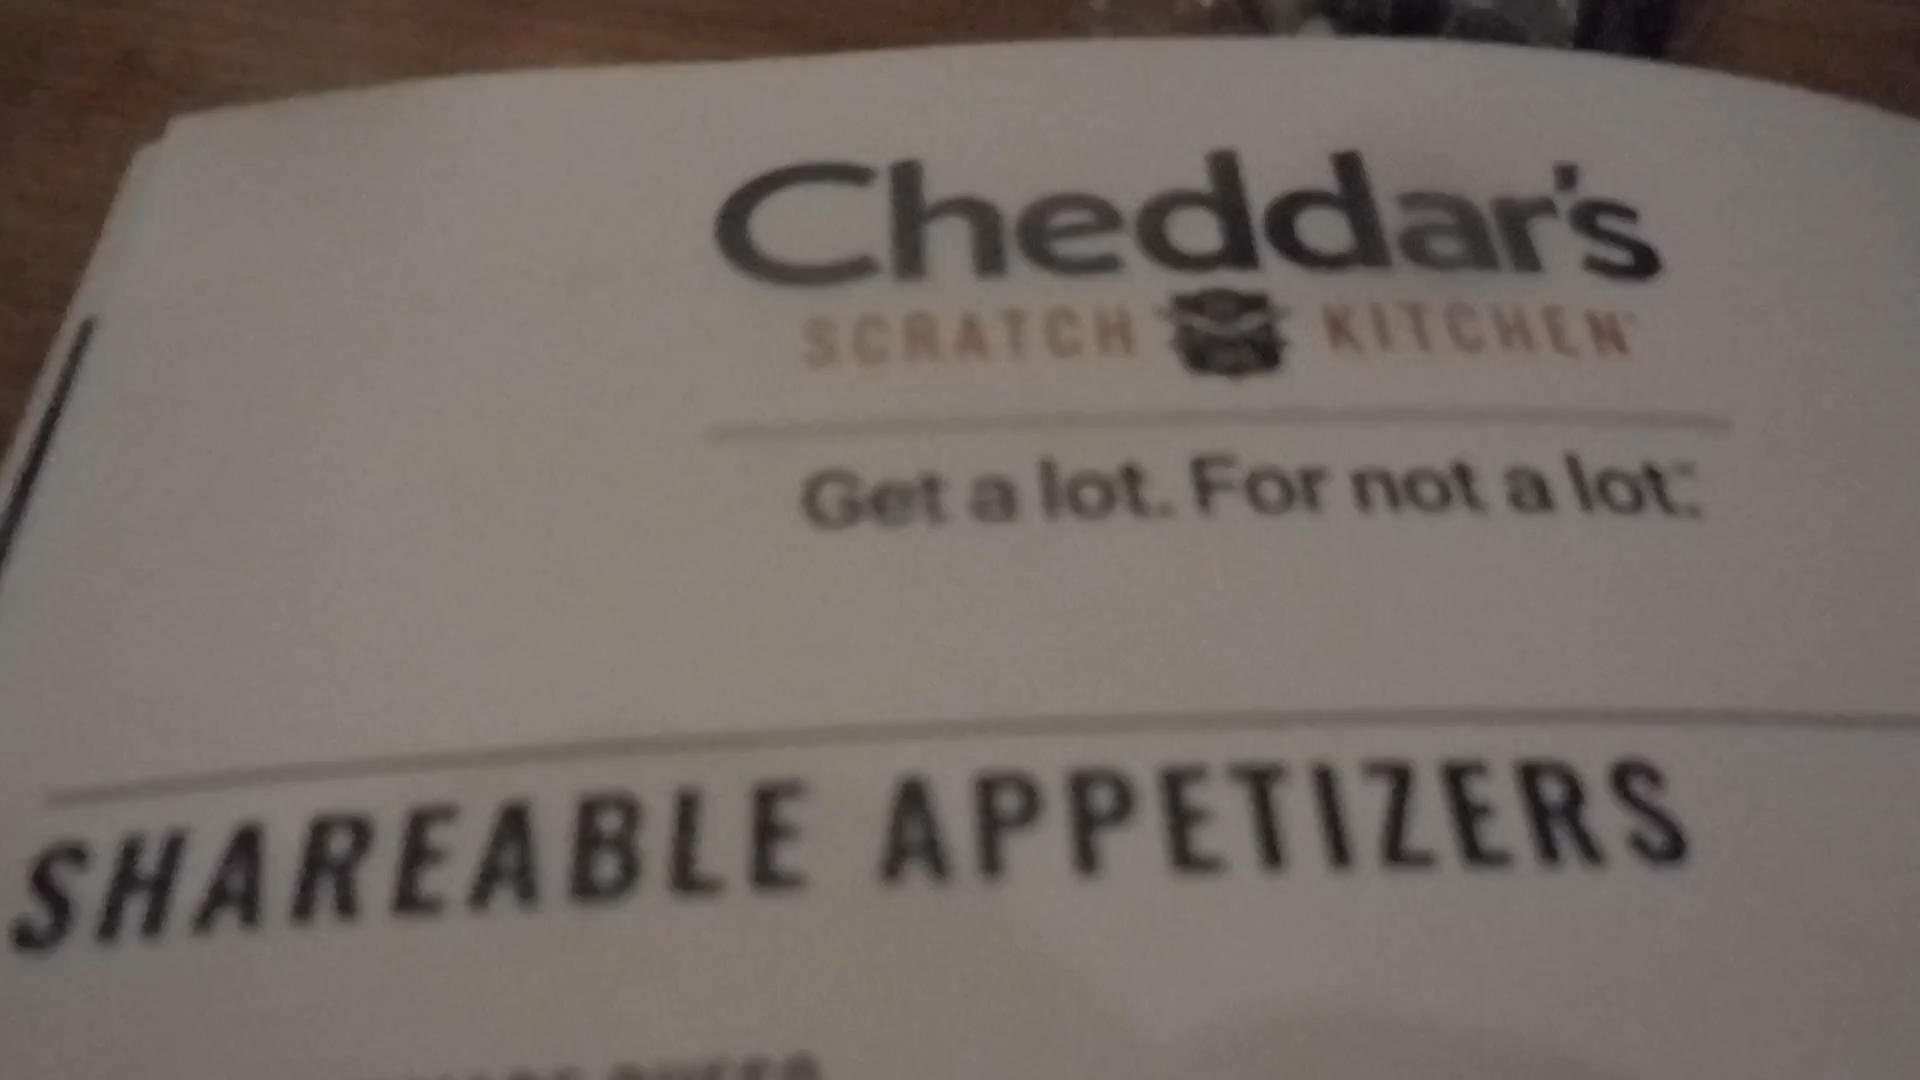 Cheddar's
SCRATCH KITCHEN
Get a lot. For not a lot.
SHAREABLE APPETIZERS